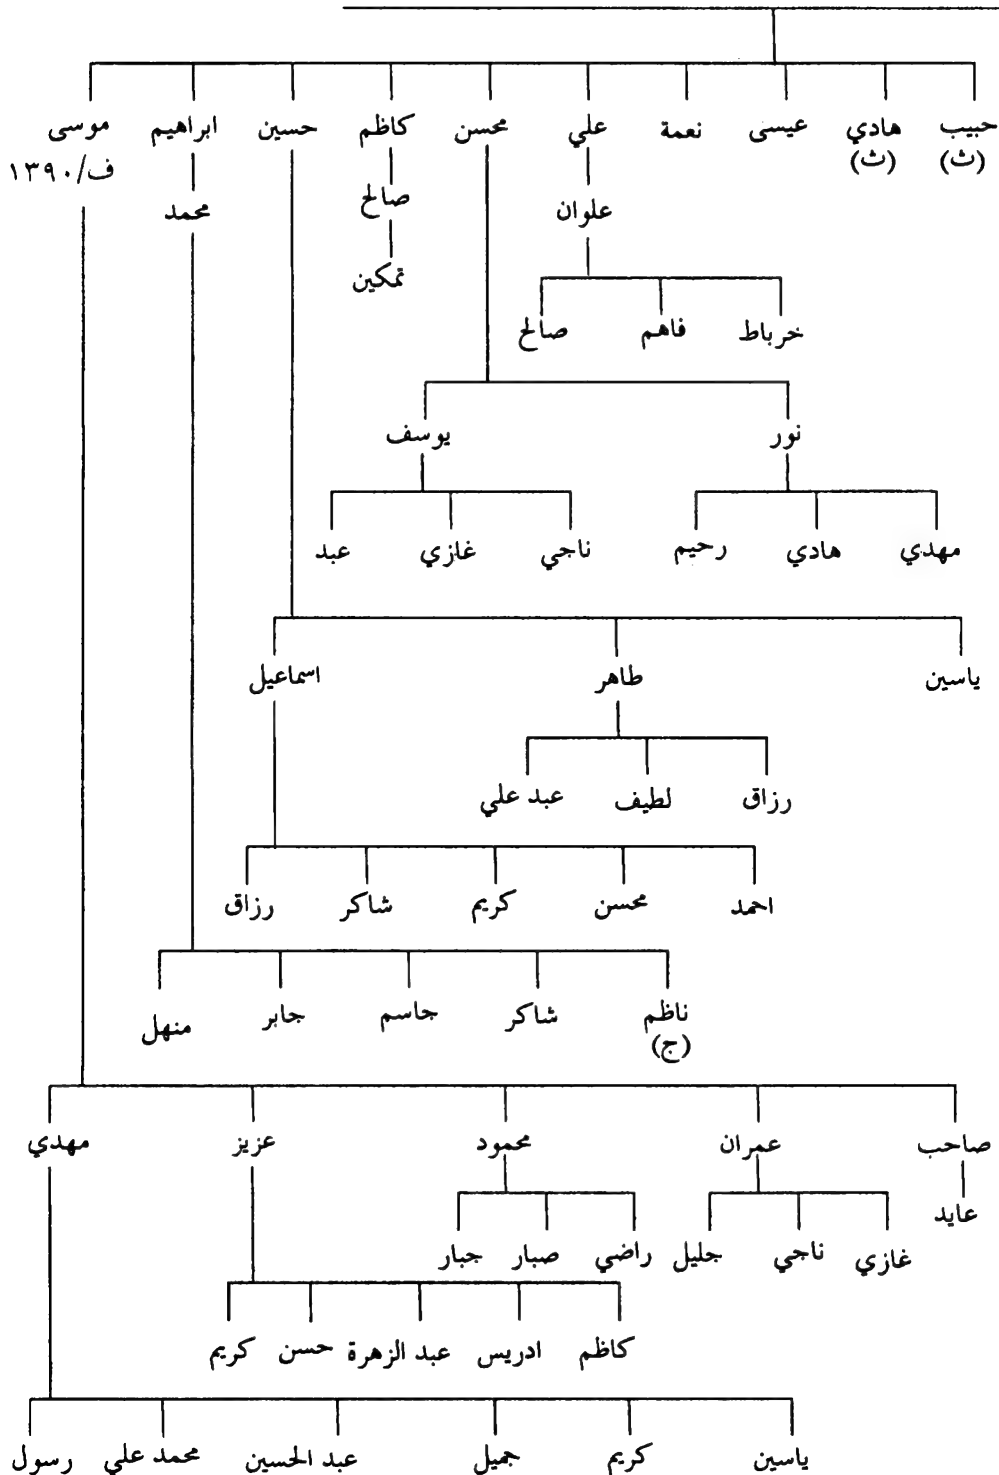 حبيب هادي عيسى نعمة علي محسن كاظم حسين ابراهيم موسى
(ث) (ث) ف/١٣٩٠
علوان صالح محمد
تمكين
خرباط فاهم صالح
نور يوسف
مهدي هادي رحيم ناجي غازي عبد
ياسين طاهر اسماعيل
رزاق لطيف عبد علي
احمد محسن كريم شاكر رزاق
ناظم شاكر جاسم جابر منهل
(ج)
صاحب عمران محمود عزيز مهدي
عايد
غازي ناجي جليل راضي صبار جبار
كاظم ادريس عبد الزهرة حسن كريم
ياسين كريم جميل عبد الحسين محمد علي رسول